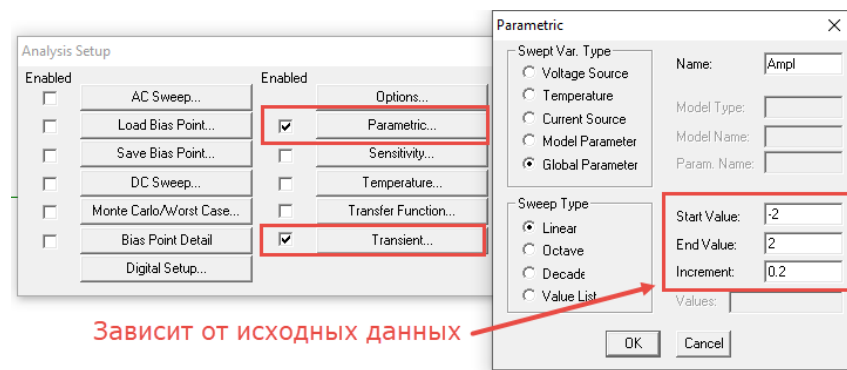 Analysis Setup
Enabled
Enabled
AC Sweep...
Options...
Load Bias Point...
Parametric...
Save Bias Point...
Sensitivity...
DC Sweep...
Temperature...
Monte Carlo/Worst Case...
Transfer Function...
Bias Point Detail
Transient...
Digital Setup...
Parametric
Swept Var. Type
Voltage Source
Temperature
Current Source
Model Parameter
Global Parameter
Name: Ampl
Model Type:
Model Name:
Param. Name:
Sweep Type
Linear
Octave
Decade
Value List
Start Value: -2
End Value: 2
Increment: 0.2
Values:
OK
Cancel
Зависит от исходных данных